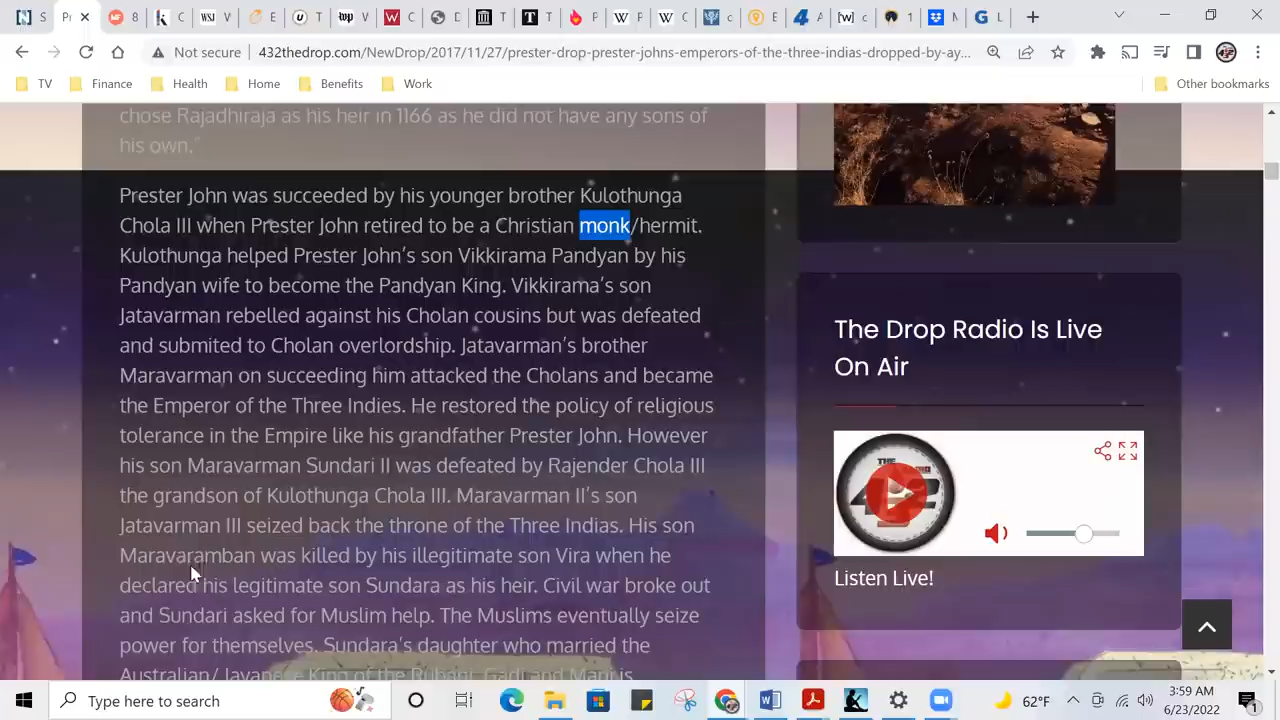 S
P
8
K
WSJ
E
T
wp
C
D
T
T
P
P
C
c
E
A
c
1
N
L
Not secure
432thedrop.com/NewDrop/2017/11/27/prester-drop-prester-johns-emperors-of-the-three-indias-dropped-by-ay...
TV
Finance
Health
Home
Benefits
Work
Other bookmarks
chose Rajadhiraja as his heir in 1166 as he did not have any sons of
his own."
Prester John was succeeded by his younger brother Kulothunga
Chola III when Prester John retired to be a Christian monk/hermit.
Kulothunga helped Prester John's son Vikkirama Pandyan by his
Pandyan wife to become the Pandyan King. Vikkirama's son
Jatavarman rebelled against his Cholan cousins but was defeated
and submited to Cholan overlordship. Jatavarman's brother
Maravarman on succeeding him attacked the Cholans and became
the Emperor of the Three Indies. He restored the policy of religious
tolerance in the Empire like his grandfather Prester John. However
his son Maravarman Sundari II was defeated by Rajender Chola III
the grandson of Kulothunga Chola III. Maravarman II's son
Jatavarman III seized back the throne of the Three Indias. His son
Maravaramban was killed by his illegitimate son Vira when he
declared his legitimate son Sundara as his heir. Civil war broke out
and Sundari asked for Muslim help. The Muslims eventually seize
power for themselves. Sundara's daughter who married the
Australian/ Javanese King of the
The Drop Radio Is Live
On Air
Listen Live!
Type here to search
62°F
3:59 AM
6/23/2022
1